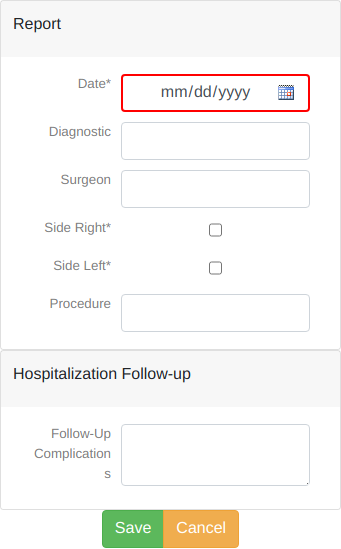 Report
Date*
mm/dd/yyyy
Diagnostic
Surgeon
Side Right*
Side Left*
Procedure
Hospitalization Follow-up
Follow-Up
Complication
s
Save
Cancel